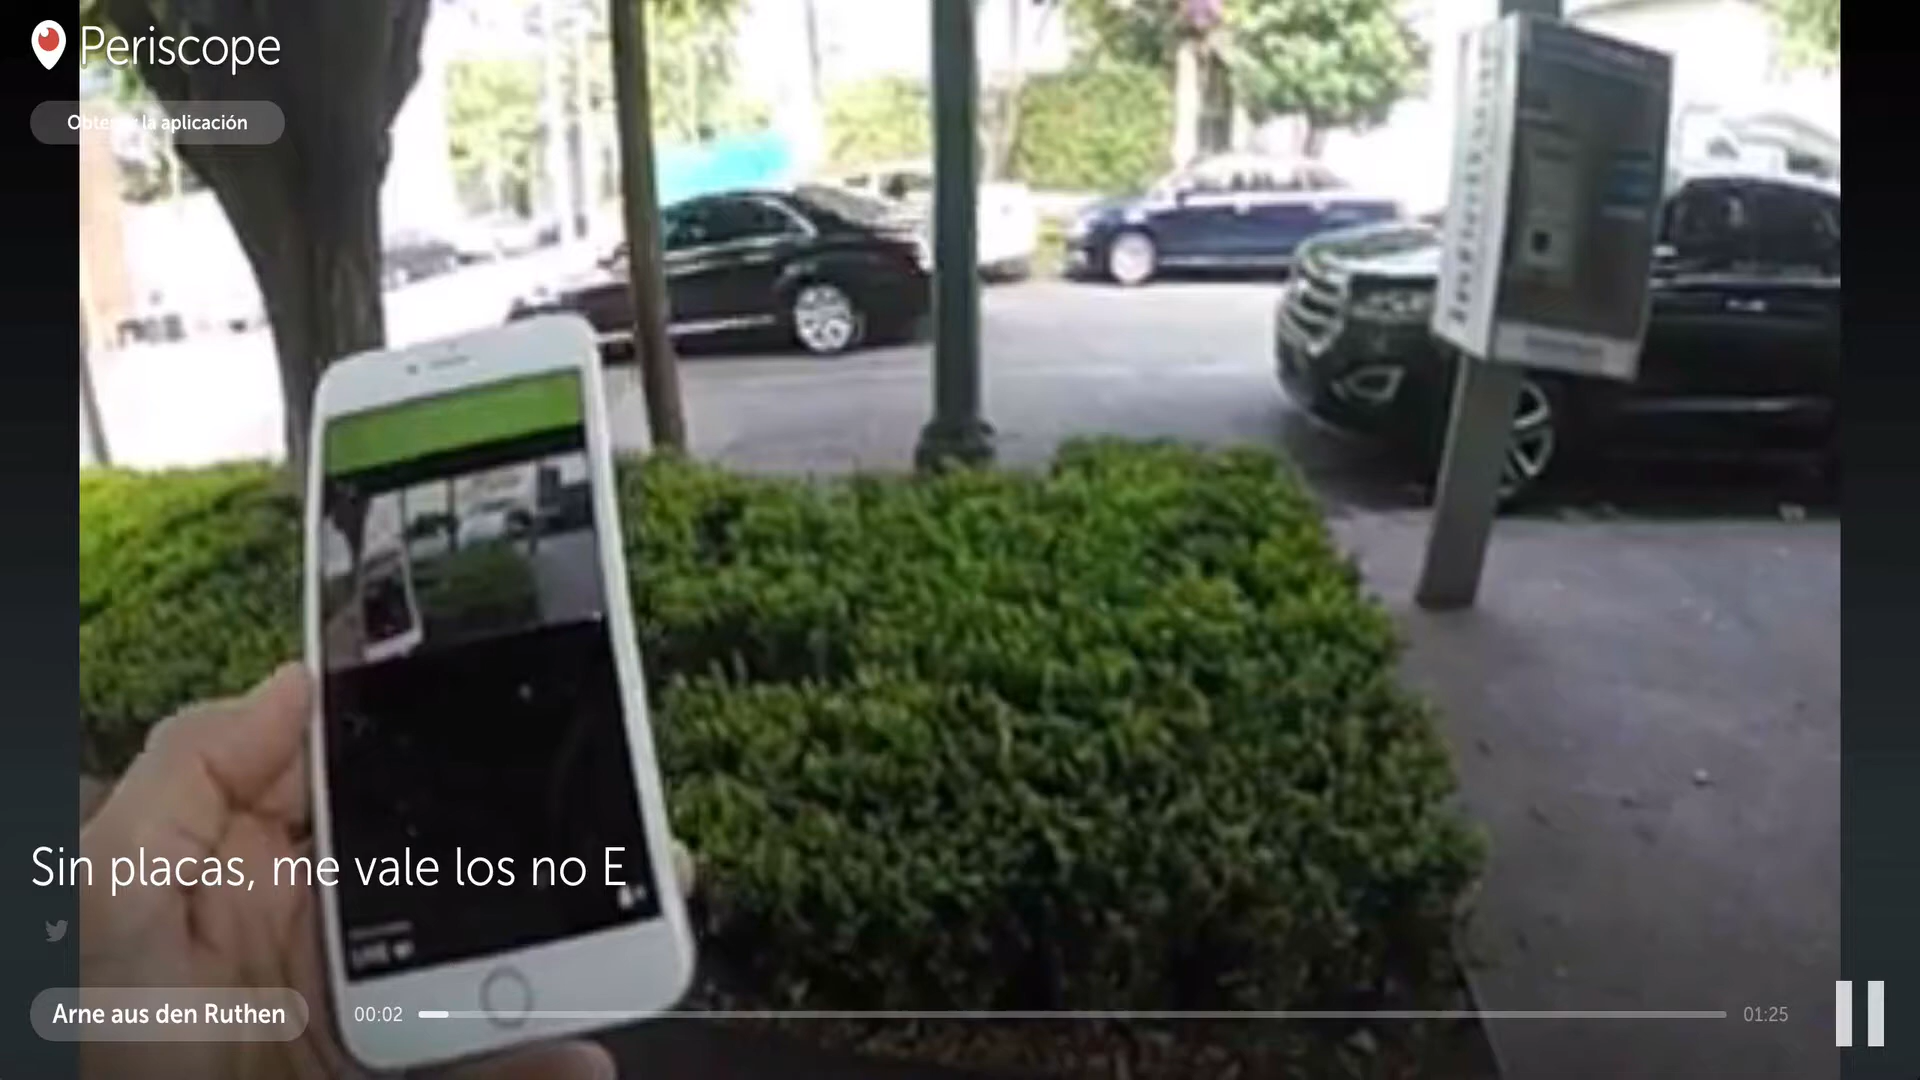 Periscope
Obtener la aplicación
Sin placas, me vale los no E
Arne aus den Ruthen
00:02
01:25